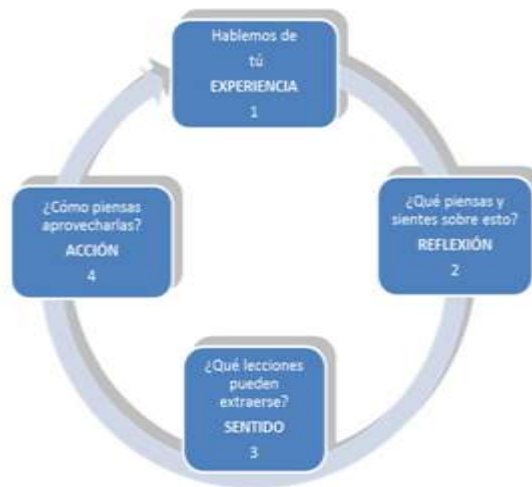 Hablemos de
tú
EXPERIENCIA
1
¿Qué piensas y
sientes sobre esto?
REFLEXIÓN
2
¿Qué lecciones
pueden
extraerse?
SENTIDO
3
¿Cómo piensas
aprovecharlas?
ACCIÓN
4